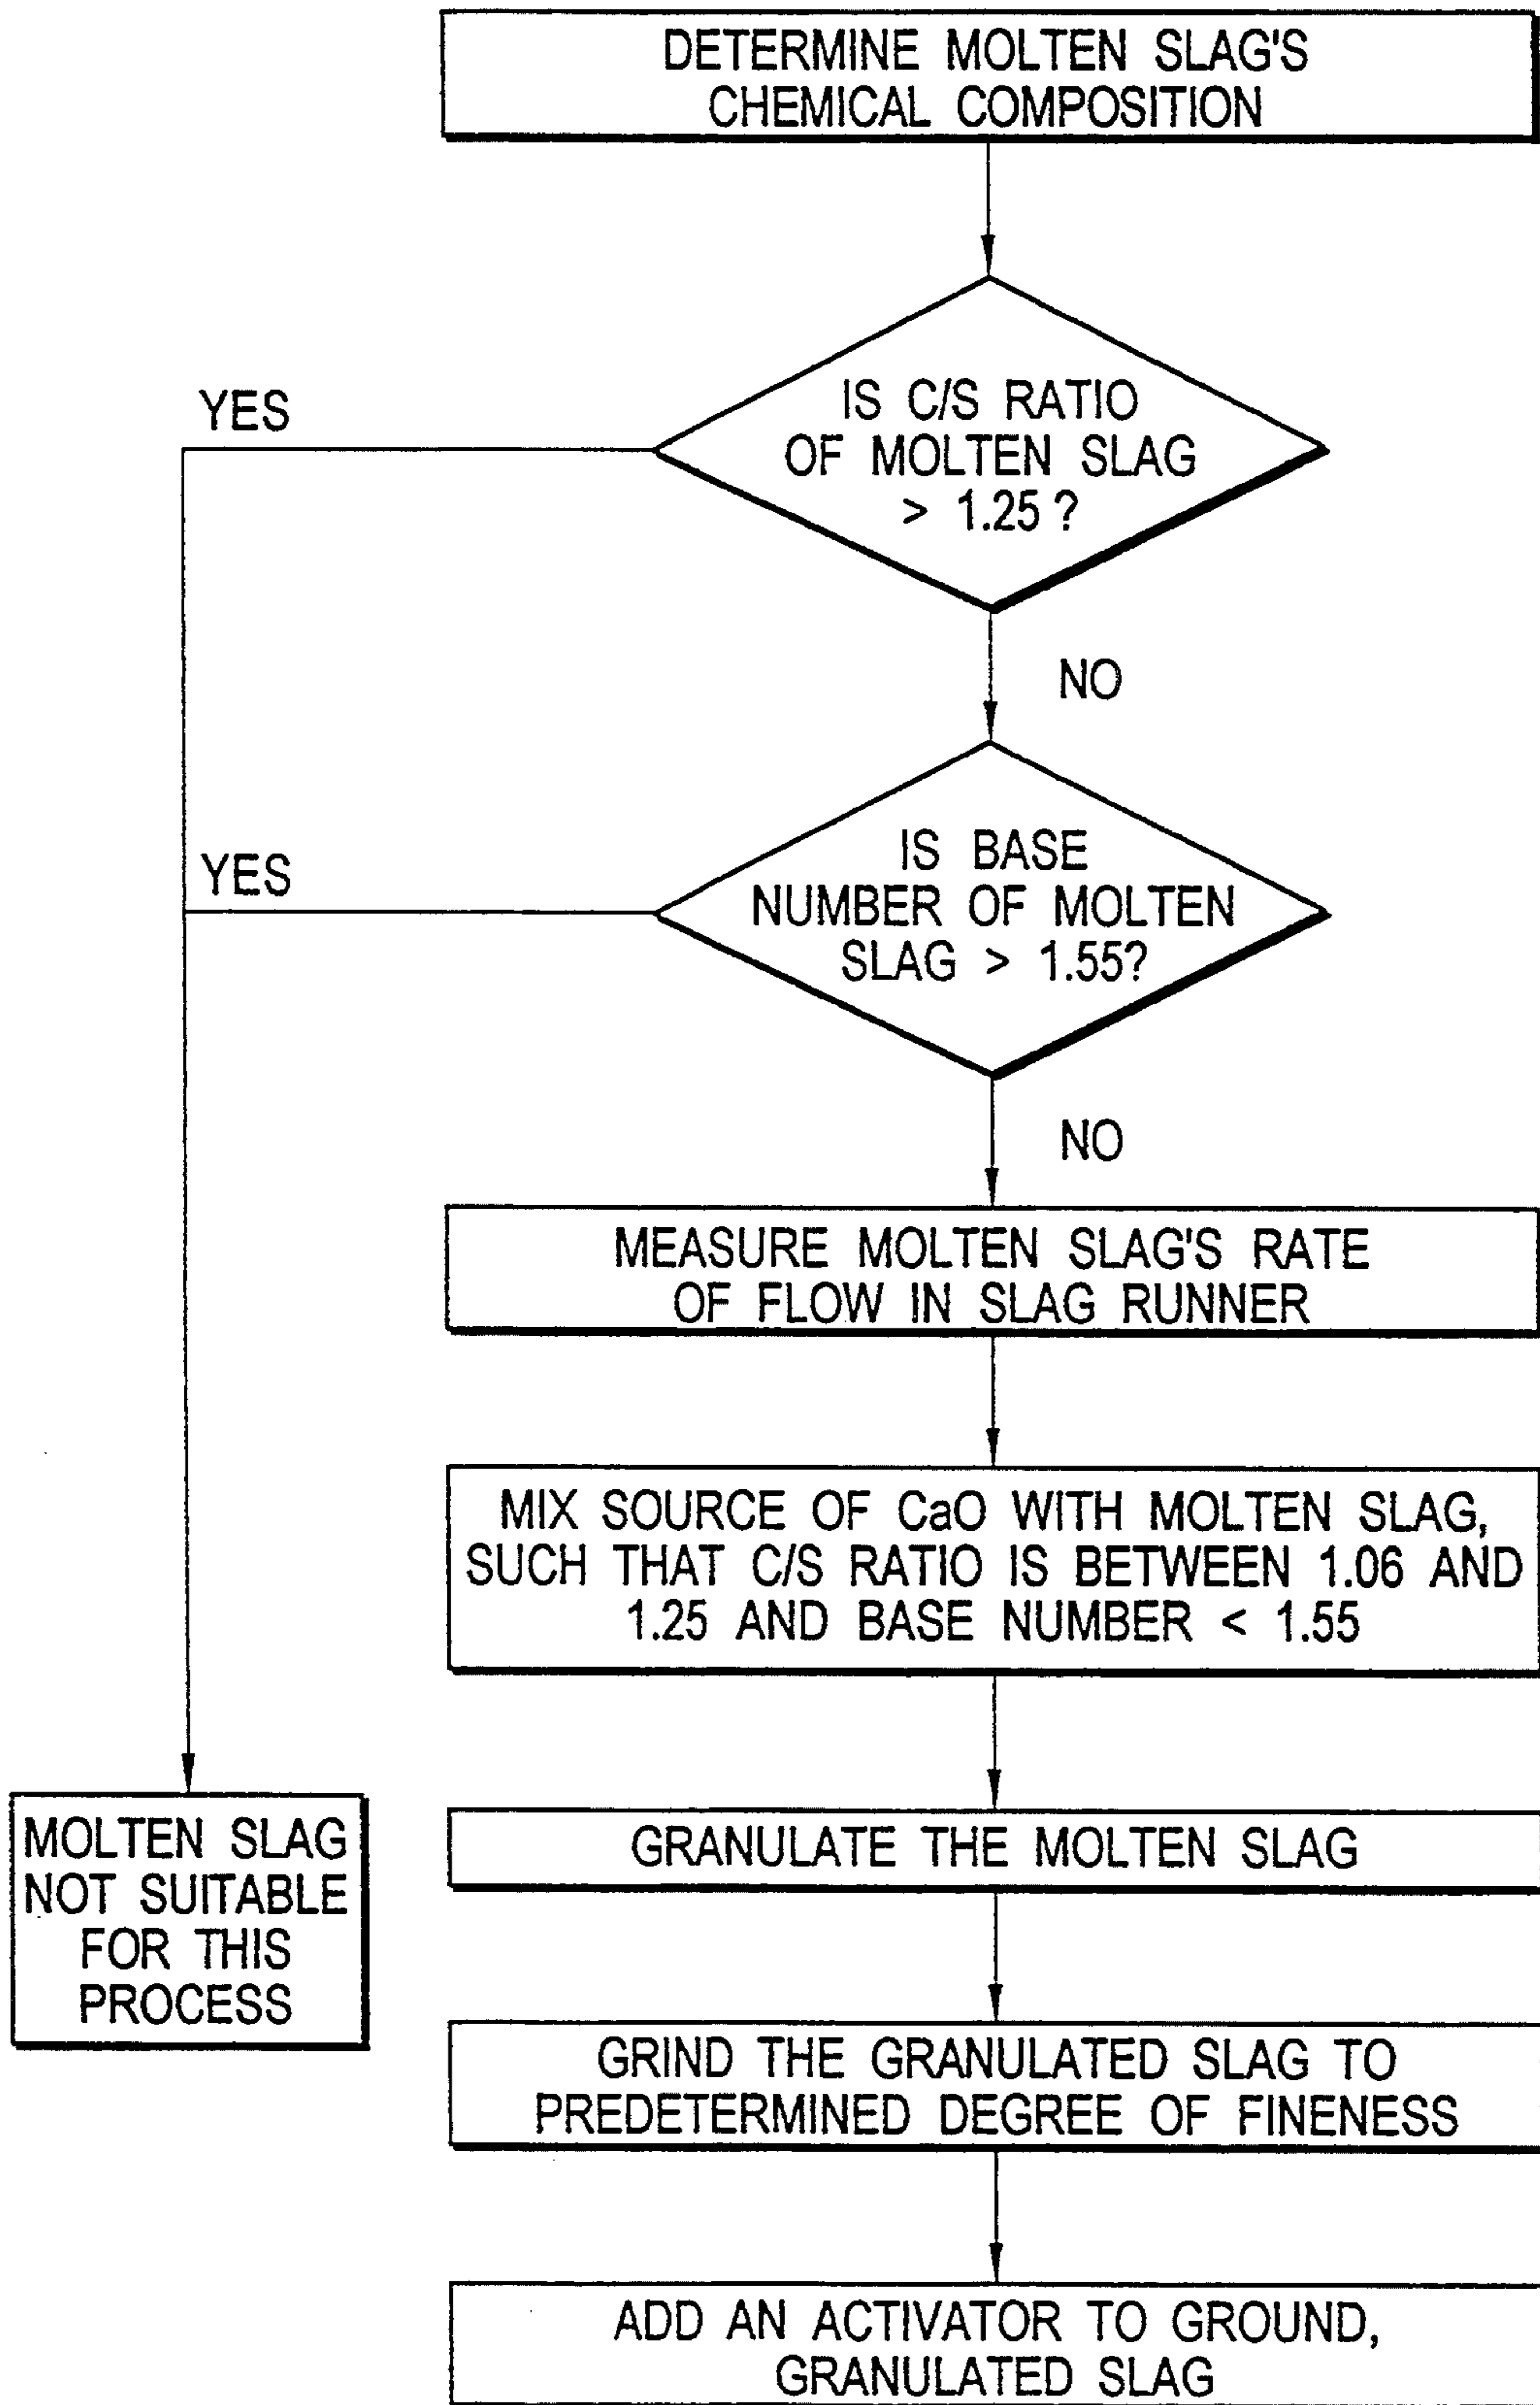 DETERMINE MOLTEN SLAG'S
CHEMICAL COMPOSITION
IS C/S RATIO
OF MOLTEN SLAG
> 1.25 ?
YES
NO
IS BASE
NUMBER OF MOLTEN
SLAG > 1.55?
YES
NO
MEASURE MOLTEN SLAG'S RATE
OF FLOW IN SLAG RUNNER
MIX SOURCE OF CaO WITH MOLTEN SLAG,
SUCH THAT C/S RATIO IS BETWEEN 1.06 AND
1.25 AND BASE NUMBER < 1.55
MOLTEN SLAG
NOT SUITABLE
FOR THIS
PROCESS
GRANULATE THE MOLTEN SLAG
GRIND THE GRANULATED SLAG TO
PREDETERMINED DEGREE OF FINENESS
ADD AN ACTIVATOR TO GROUND,
GRANULATED SLAG